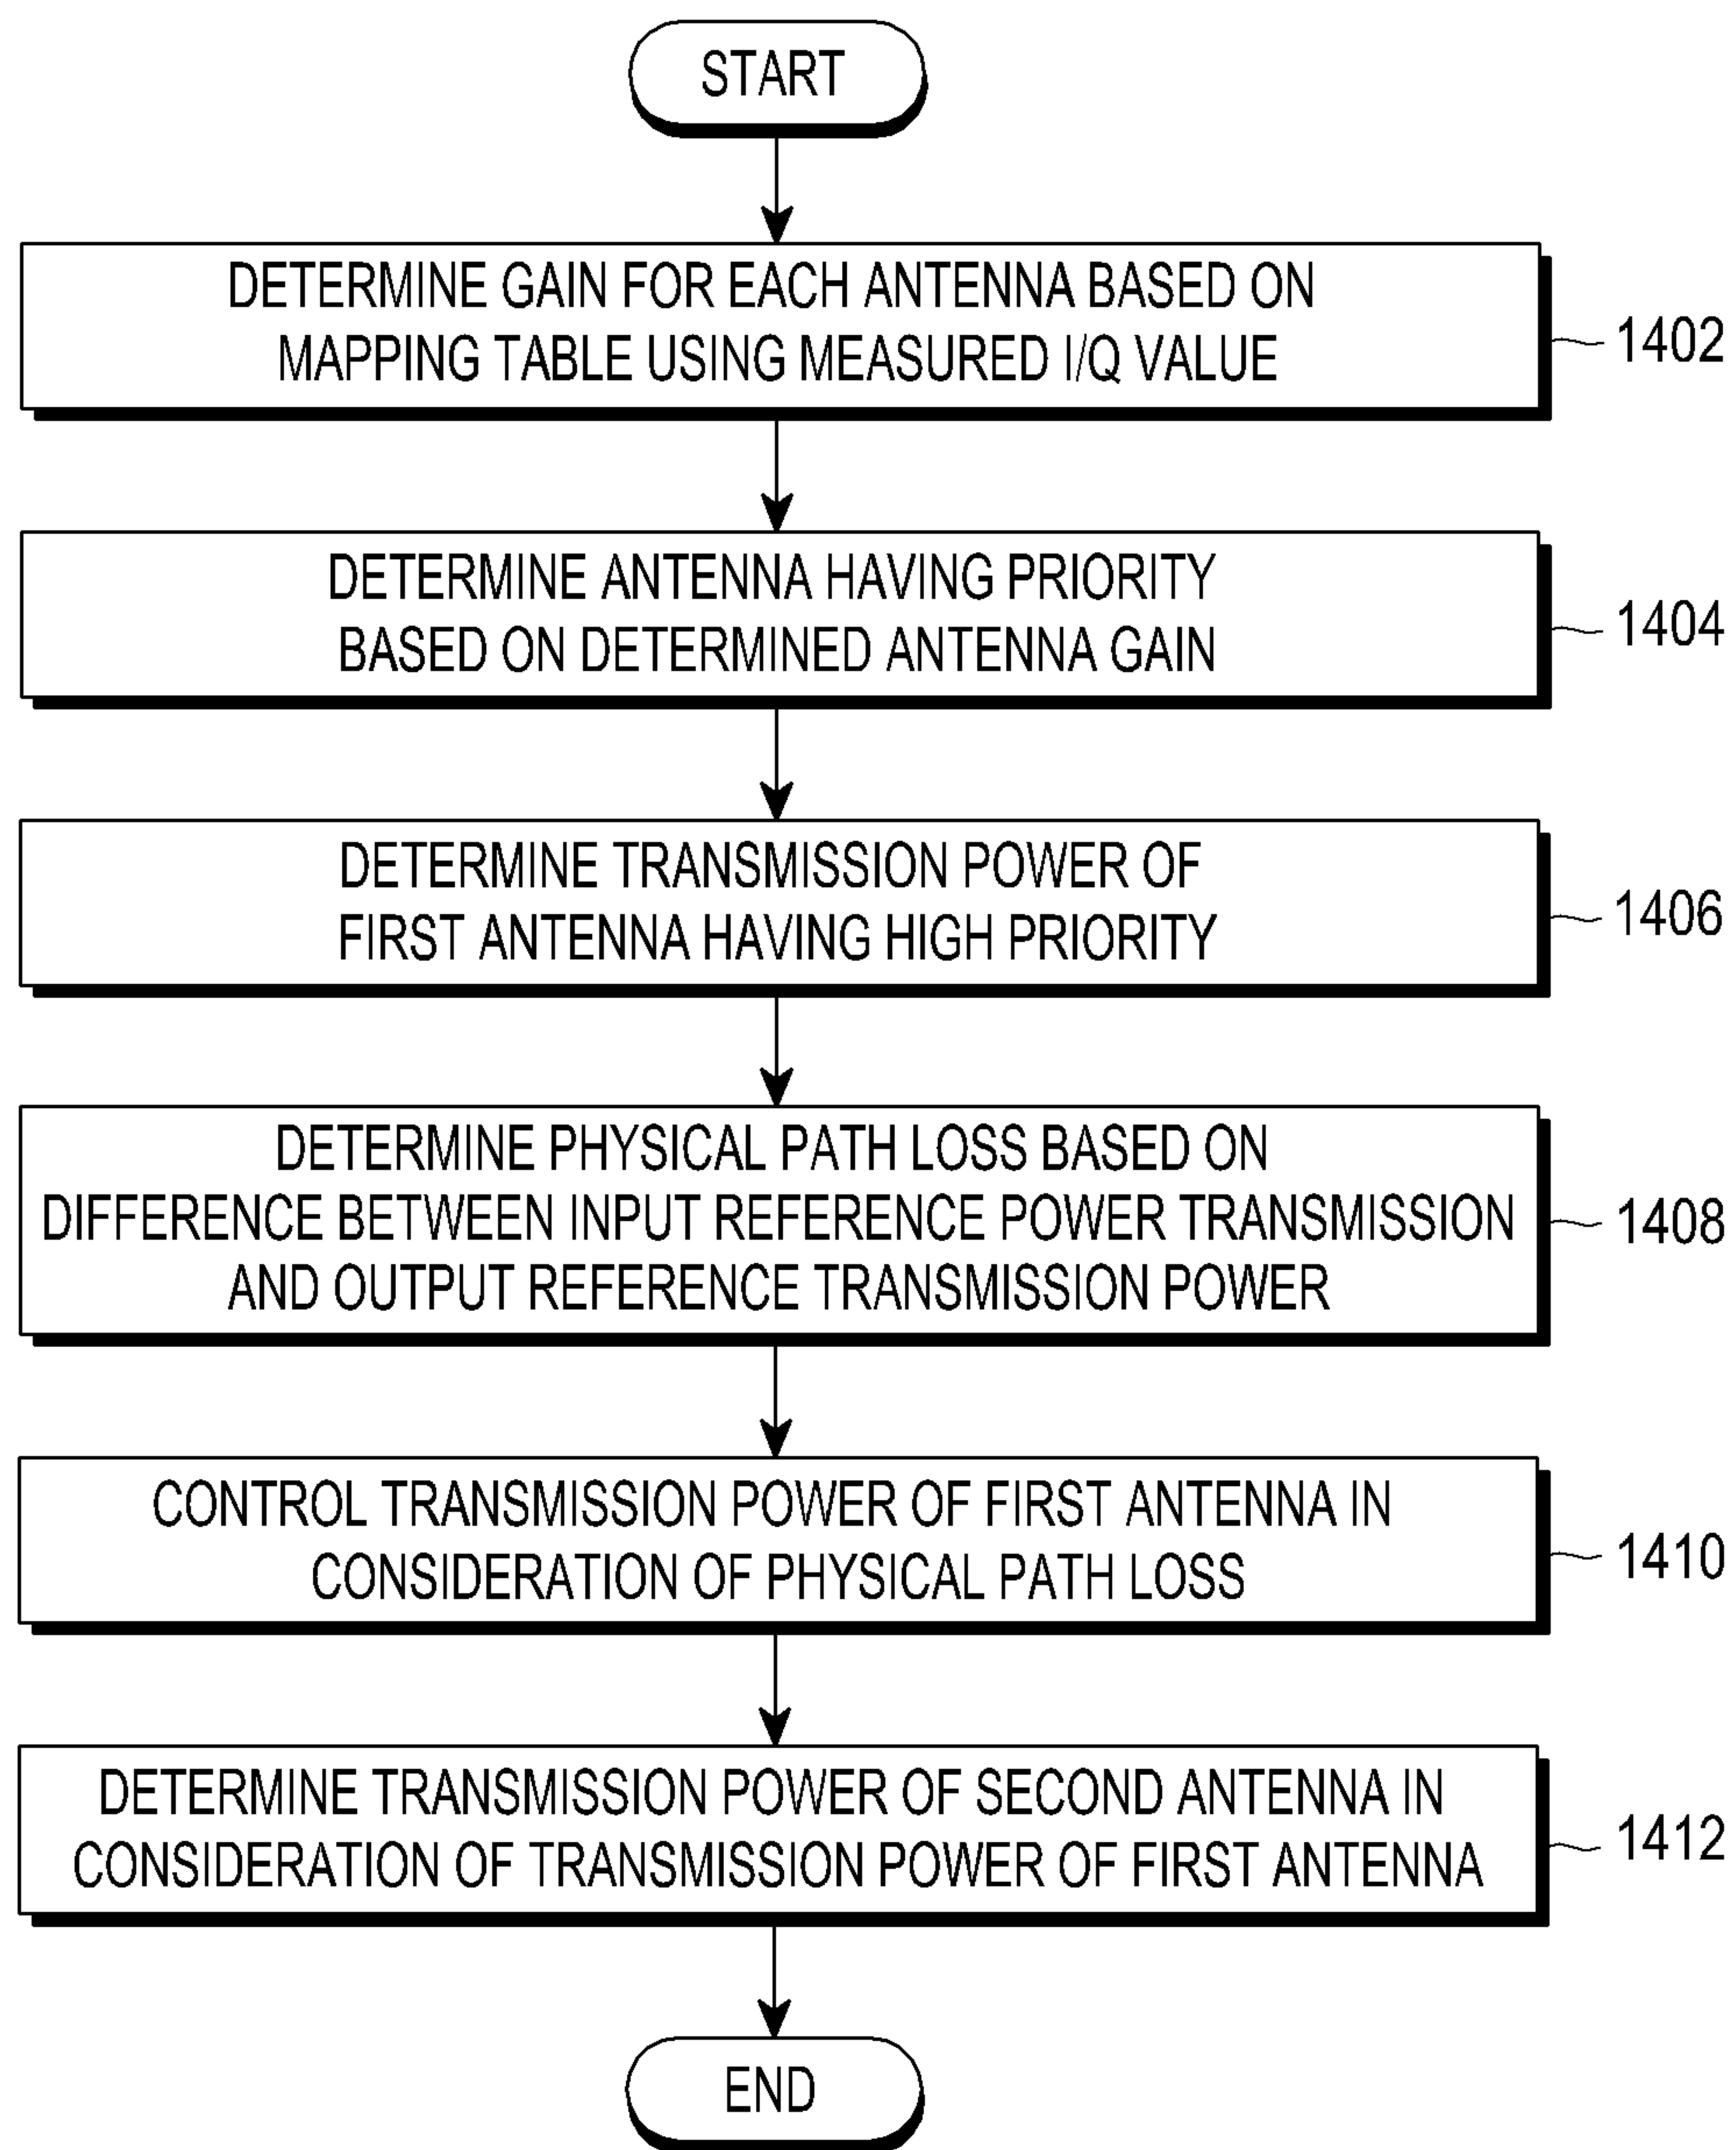 START
DETERMINE GAIN FOR EACH ANTENNA BASED ON
MAPPING TABLE USING MEASURED I/Q VALUE
1402
DETERMINE ANTENNA HAVING PRIORITY
BASED ON DETERMINED ANTENNA GAIN
1404
DETERMINE TRANSMISSION POWER OF
FIRST ANTENNA HAVING HIGH PRIORITY
1406
DETERMINE PHYSICAL PATH LOSS BASED ON
DIFFERENCE BETWEEN INPUT REFERENCE POWER TRANSMISSION
AND OUTPUT REFERENCE TRANSMISSION POWER
1408
CONTROL TRANSMISSION POWER OF FIRST ANTENNA IN
CONSIDERATION OF PHYSICAL PATH LOSS
1410
DETERMINE TRANSMISSION POWER OF SECOND ANTENNA IN
CONSIDERATION OF TRANSMISSION POWER OF FIRST ANTENNA
1412
END